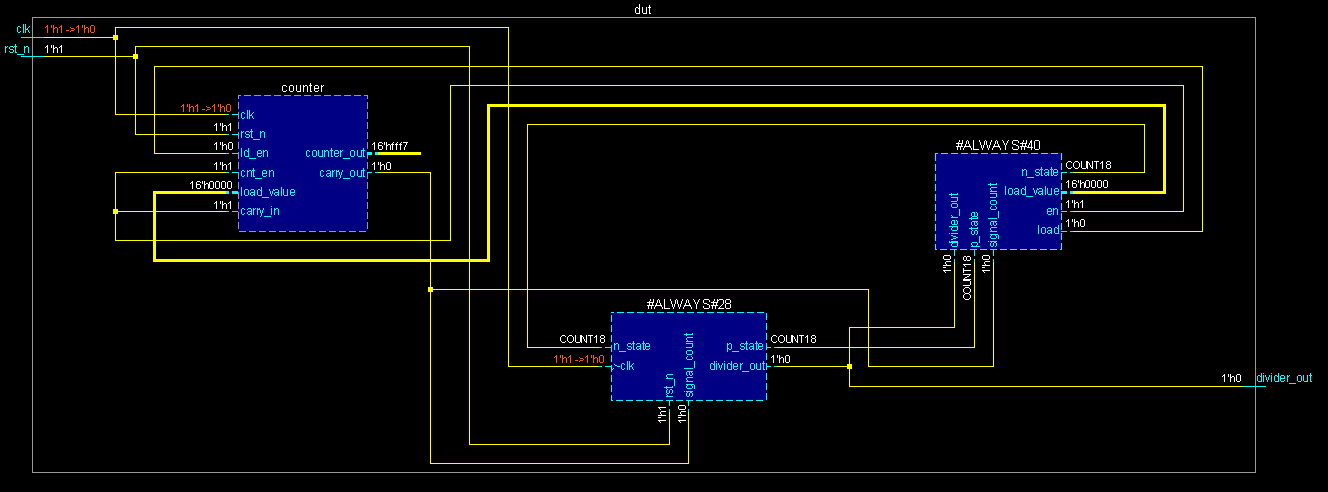 dut
clk 1'h1->1'h0
rst_n 1'h1
counter
1'h1->1'h0 clk
1'h1 rst_n
1'h0 ld_en
counter_out 16'hfff7
1'h1 cnt_en
carry_out 1'h0
16'h0000 load_value
1'h1 carry_in
#ALWAYS#40
n_state COUNT18
load_value 16'h0000
en 1'h1
load 1'h0
divider_out 1'h0
p_state COUNT18
signal_count 1'h0
#ALWAYS#28
COUNT18 n_state
1'h1->1'h0 clk
p_state COUNT18
divider_out 1'h0
rst_n 1'h1
signal_count 1'h0
1'h0 divider_out